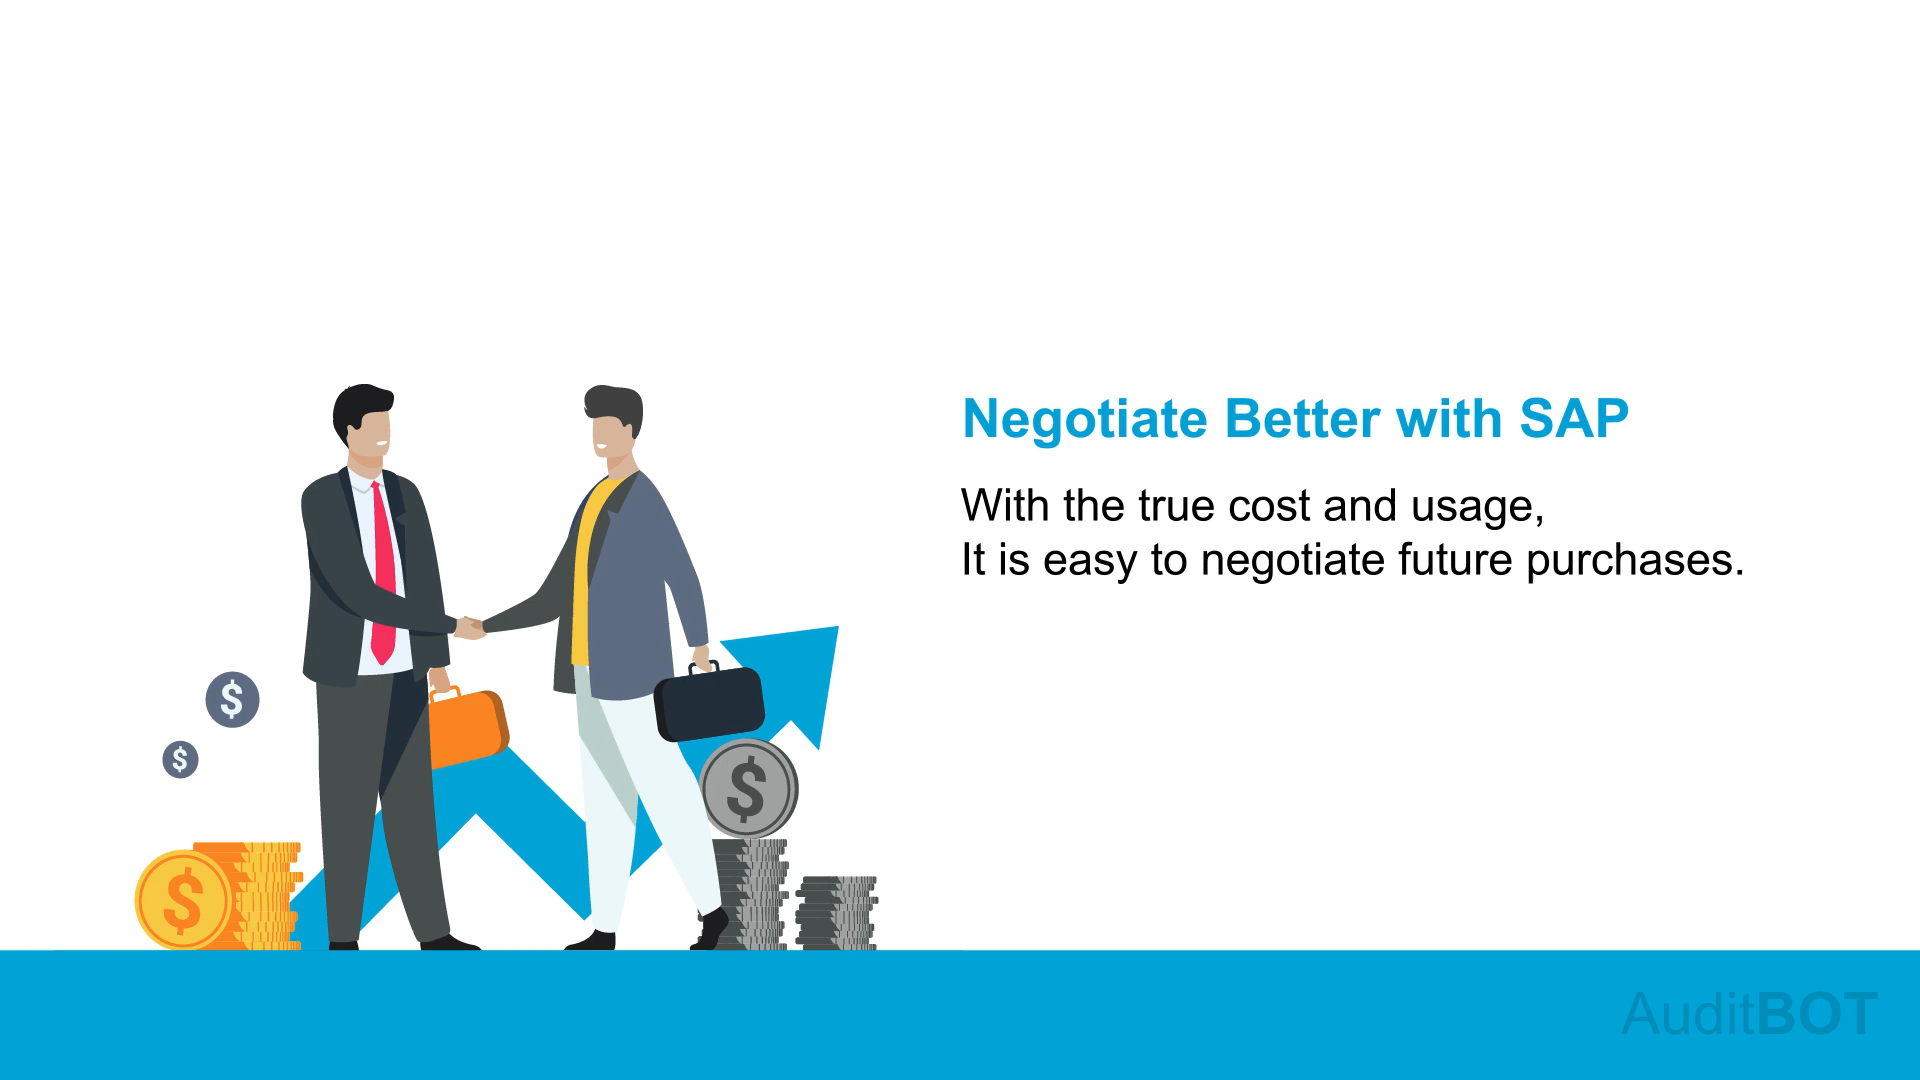 Negotiate Better with SAP
With the true cost and usage,
It is easy to negotiate future purchases.
$
$
$
$
AuditBOT